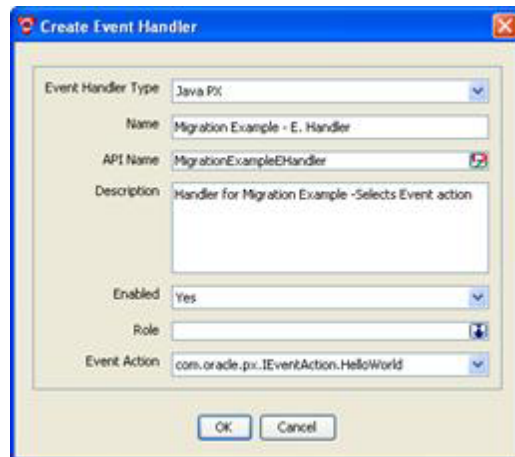 Create Event Handler
Event Handler Type Java PX
Name Migration Example - E. Handler
API Name MigrationExampleEHandler
Description Handler for Migration Example -Selects Event action
Enabled Yes
Role
Event Action com.oracle.px.IEventAction.HelloWorld
OK Cancel